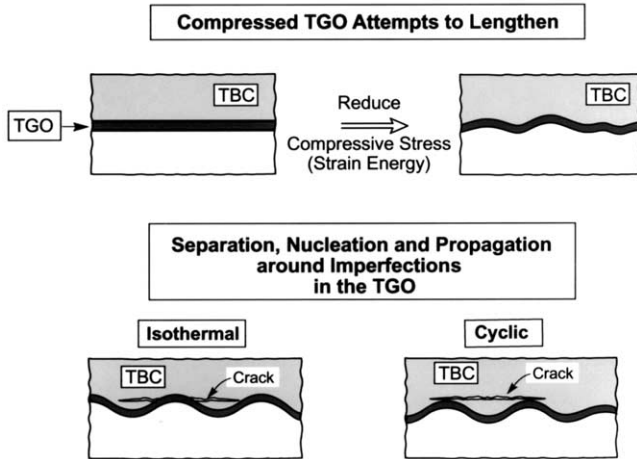 Compressed TGO Attempts to Lengthen
TBC
TGO
Reduce
Compressive Stress
(Strain Energy)
TBC
Separation, Nucleation and Propagation
around Imperfections
in the TGO
Isothermal
Cyclic
TBC
Crack
TBC
Crack